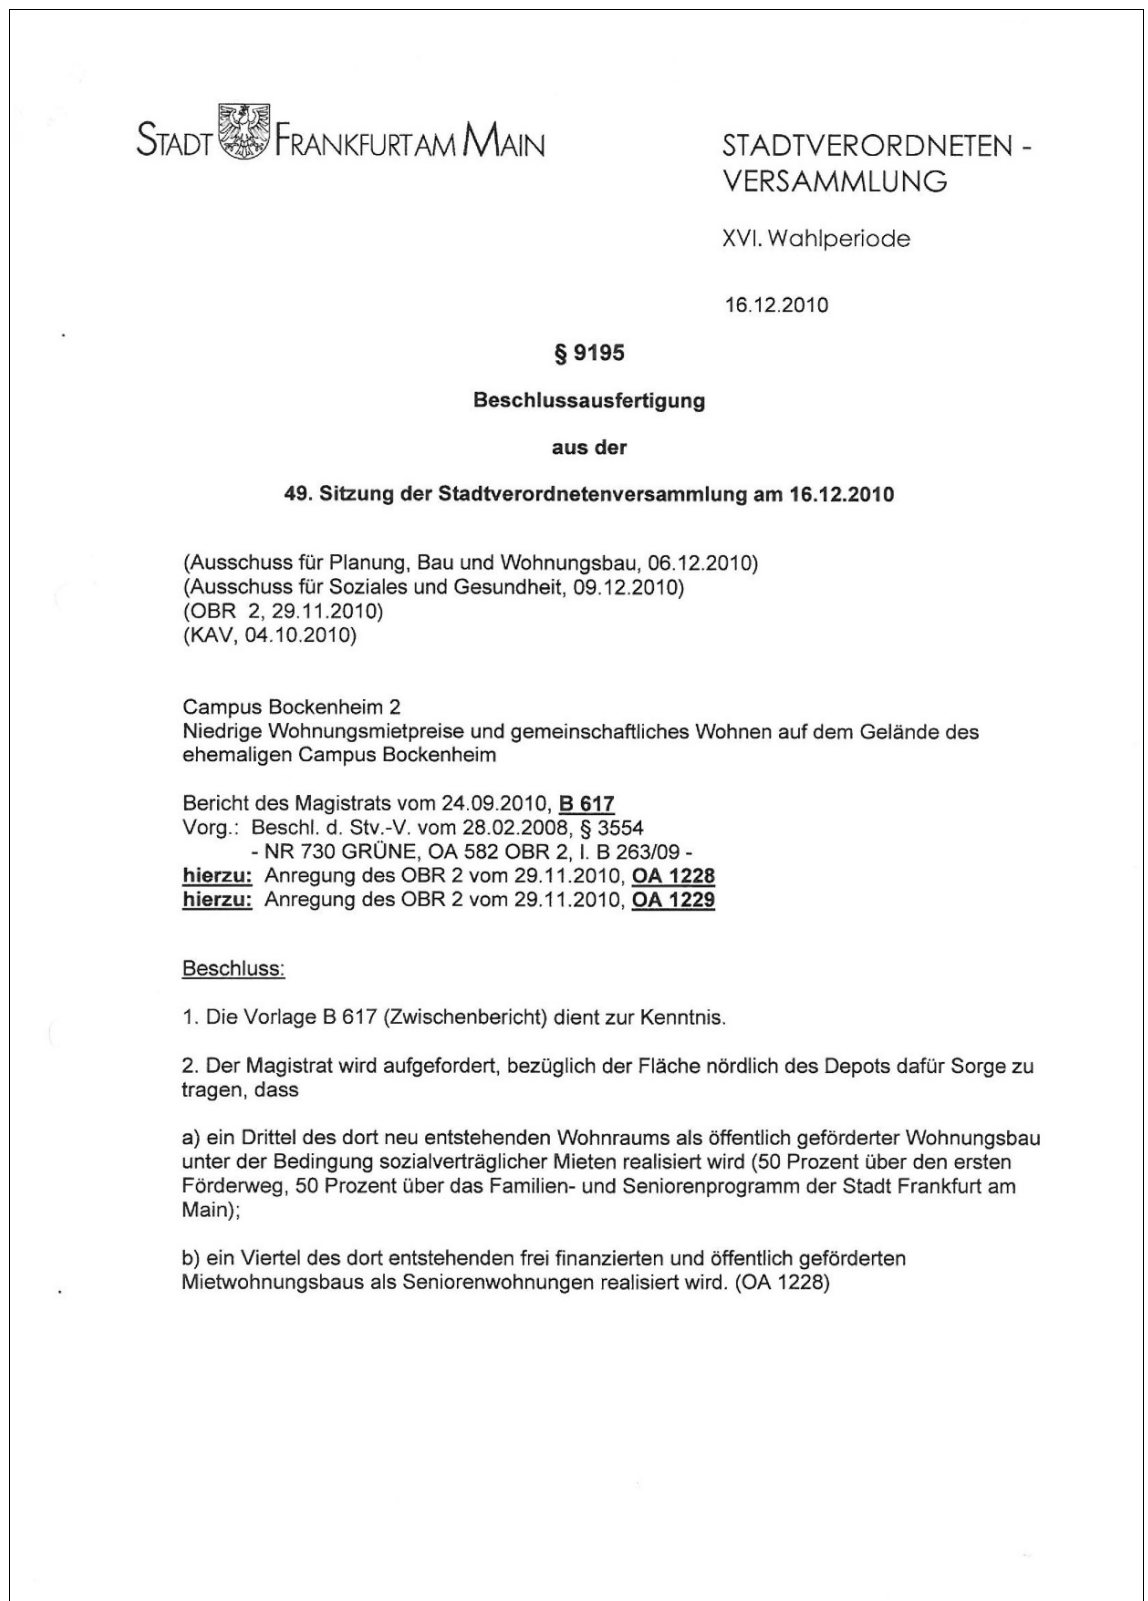 STADT FRANKFURT AM MAIN
STADTVERORDNETEN -
VERSAMMLUNG
XVI. Wahlperiode
16.12.2010
§ 9195
Beschlussausfertigung
aus der
49. Sitzung der Stadtverordnetenversammlung am 16.12.2010
(Ausschuss für Planung, Bau und Wohnungsbau, 06.12.2010)
(Ausschuss für Soziales und Gesundheit, 09.12.2010)
(OBR 2, 29.11.2010)
(KAV, 04.10.2010)
Campus Bockenheim 2
Niedrige Wohnungsmietpreise und gemeinschaftliches Wohnen auf dem Gelände des
ehemaligen Campus Bockenheim
Bericht des Magistrats vom 24.09.2010, B 617
Vorg.: Beschl. d. Stv.-V. vom 28.02.2008, § 3554
- NR 730 GRÜNE, OA 582 OBR 2, l. B 263/09 -
hierzu: Anregung des OBR 2 vom 29.11.2010, OA 1228
hierzu: Anregung des OBR 2 vom 29.11.2010, OA 1229
Beschluss:
1. Die Vorlage B 617 (Zwischenbericht) dient zur Kenntnis.
2. Der Magistrat wird aufgefordert, bezüglich der Fläche nördlich des Depots dafür Sorge zu
tragen, dass
a) ein Drittel des dort neu entstehenden Wohnraums als öffentlich geförderter Wohnungsbau
unter der Bedingung sozialverträglicher Mieten realisiert wird (50 Prozent über den ersten
Förderweg, 50 Prozent über das Familien- und Seniorenprogramm der Stadt Frankfurt am
Main);
b) ein Viertel des dort entstehenden frei finanzierten und öffentlich geförderten
Mietwohnungsbaus als Seniorenwohnungen realisiert wird. (OA 1228)